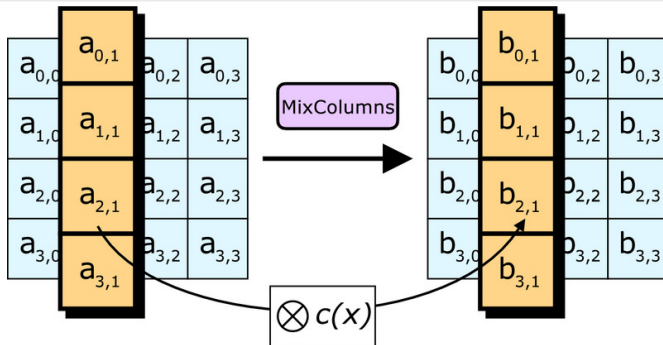 a0,0 a0,1 a0,2 a0,3
a1,0 a1,1 a1,2 a1,3
a2,0 a2,1 a2,2 a2,3
a3,0 a3,1 a3,2 a3,3
MixColumns
b0,0 b0,1 b0,2 b0,3
b1,0 b1,1 b1,2 b1,3
b2,0 b2,1 b2,2 b2,3
b3,0 b3,1 b3,2 b3,3
⊗ c(x)